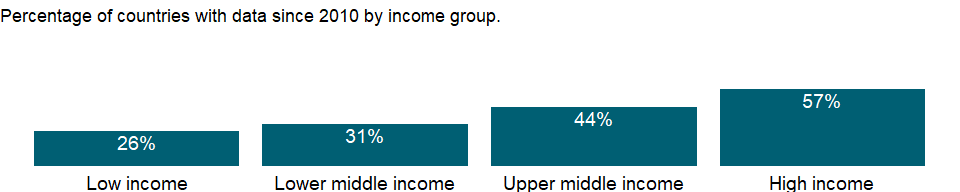 Percentage of countries with data since 2010 by income group.
57%
44%
31%
26%
Low income Lower middle income Upper middle income High income